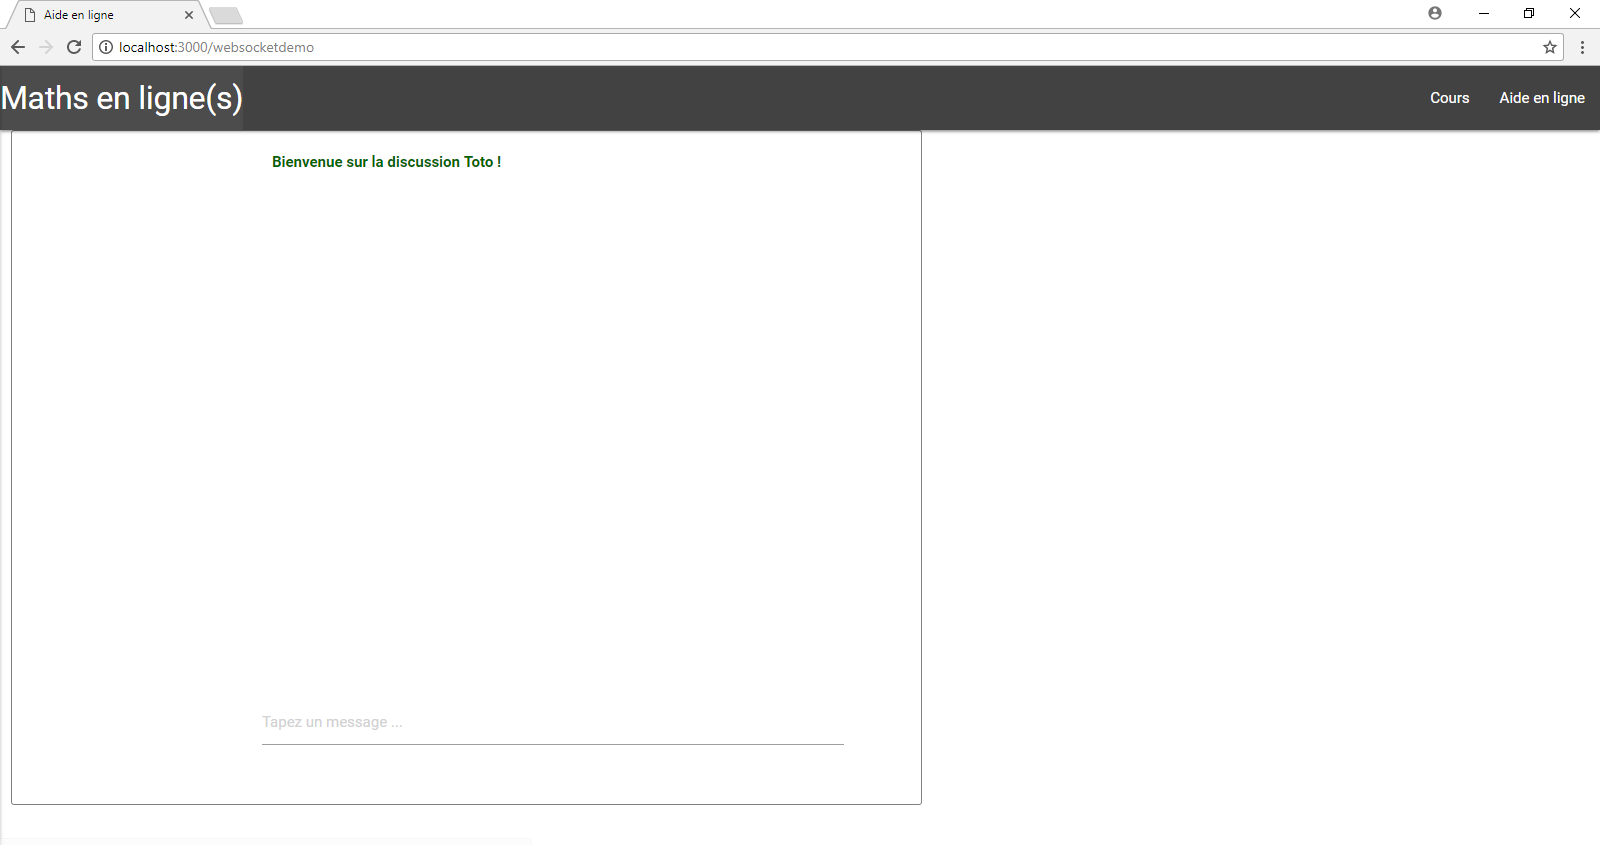 Aide en ligne
localhost:3000/websocketdemo
Maths en ligne(s)
Cours
Aide en ligne
Bienvenue sur la discussion Toto !
Tapez un message ...